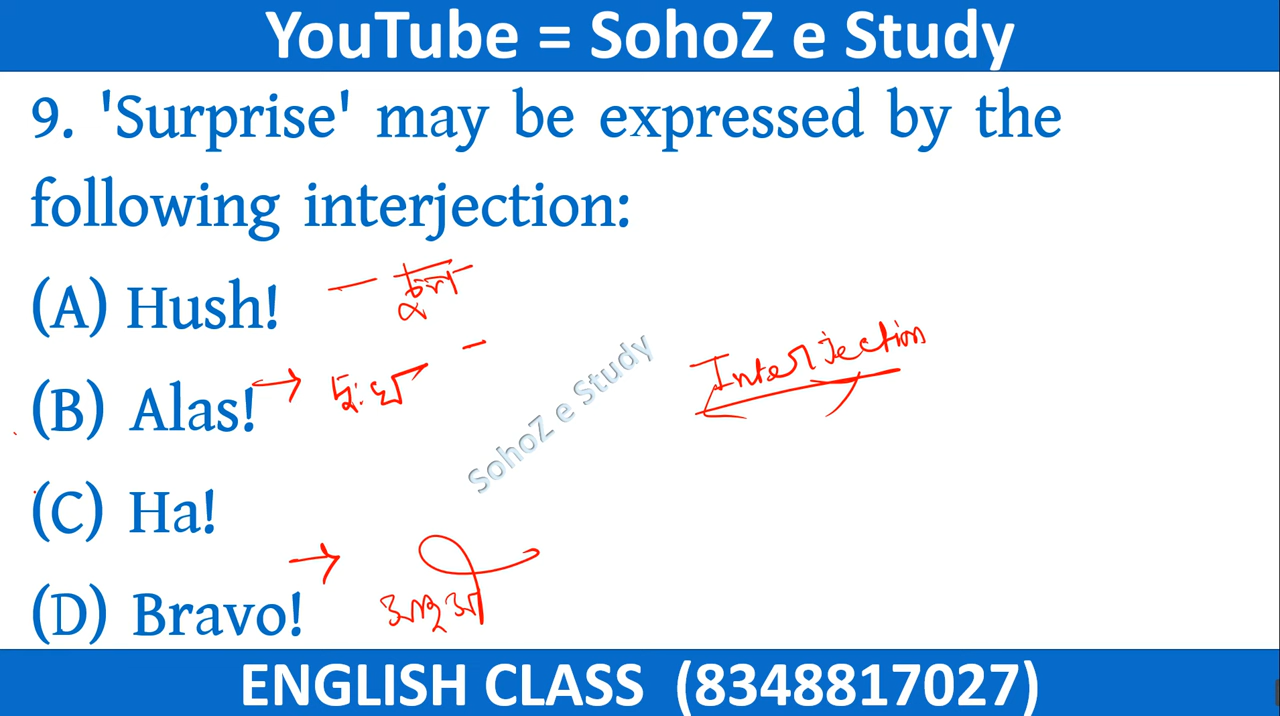 YouTube = SohoZ e Study
9. 'Surprise' may be expressed by the
following interjection:
(A) Hush!
(B) Alas! → দুঃখ
(C) Ha!
(D) Bravo!
Interjection
SohoZ e Study
ENGLISH CLASS (8348817027)